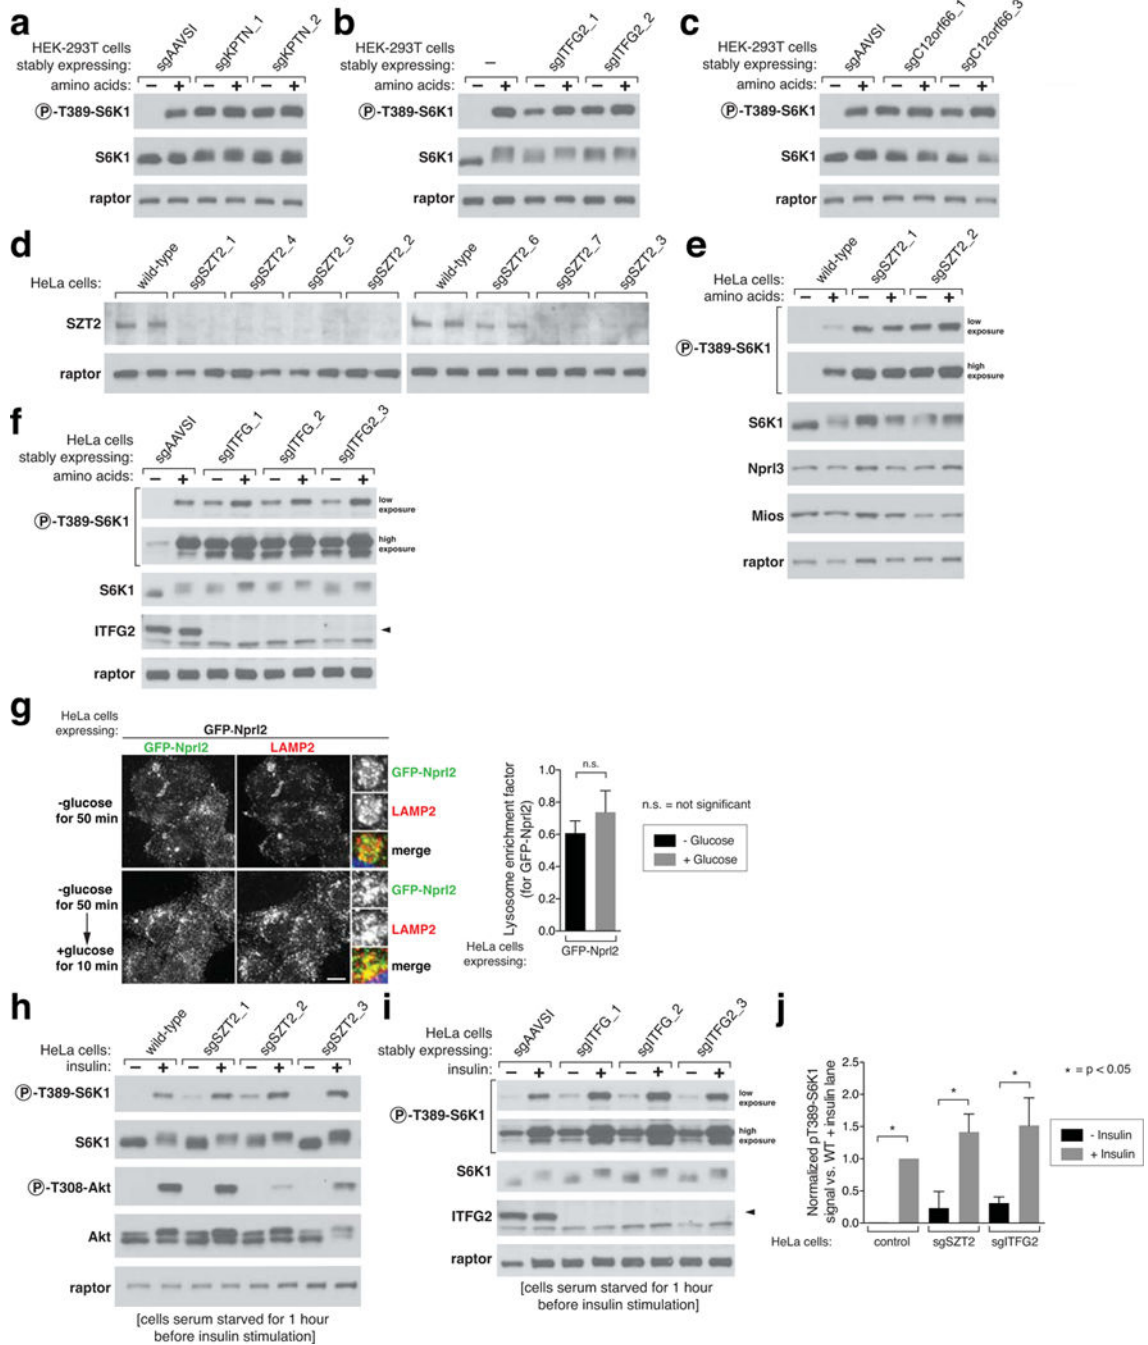 a
HEK-293T cells
stably expressing:
sgAAVSI
sgKPTN_1
sgKPTN_2
amino acids:
− + − + − +
Ⓟ-T389-S6K1
S6K1
raptor
b
HEK-293T cells
stably expressing:
−
sgITFG2_1
sgITFG2_2
amino acids:
− + − + − +
Ⓟ-T389-S6K1
S6K1
raptor
c
HEK-293T cells
stably expressing:
sgAAVSI
sgC12orf66_1
sgC12orf66_3
amino acids:
− + − + − +
Ⓟ-T389-S6K1
S6K1
raptor
d
HeLa cells:
wild-type
sgSZT2_1
sgSZT2_4
sgSZT2_5
sgSZT2_2
wild-type
sgSZT2_6
sgSZT2_7
sgSZT2_3
SZT2
raptor
e
HeLa cells:
wild-type
sgSZT2_1
sgSZT2_2
amino acids:
− + − + − +
Ⓟ-T389-S6K1
low
exposure
high
exposure
S6K1
Nprl3
Mios
raptor
f
HeLa cells
stably expressing:
sgAAVSI
sgITFG_1
sgITFG_2
sgITFG2_3
amino acids:
− + − + − + − +
Ⓟ-T389-S6K1
low
exposure
high
exposure
S6K1
ITFG2
raptor
g
HeLa cells
expressing:
GFP-Nprl2
GFP-Nprl2
LAMP2
-glucose
for 50 min
GFP-Nprl2
LAMP2
merge
-glucose
for 50 min
+glucose
for 10 min
GFP-Nprl2
LAMP2
merge
Lysosome enrichment factor
(for GFP-Nprl2)
1.0
0.8
0.6
0.4
0.2
0.0
n.s.
HeLa cells
expressing:
GFP-Nprl2
n.s. = not significant
- Glucose
+ Glucose
h
HeLa cells:
wild-type
sgSZT2_1
sgSZT2_2
sgSZT2_3
insulin:
− + − + − + − +
Ⓟ-T389-S6K1
S6K1
Ⓟ-T308-Akt
Akt
raptor
[cells serum starved for 1 hour
before insulin stimulation]
i
HeLa cells
stably expressing:
sgAAVSI
sgITFG_1
sgITFG_2
sgITFG2_3
insulin:
− + − + − + − +
Ⓟ-T389-S6K1
low
exposure
high
exposure
S6K1
ITFG2
raptor
[cells serum starved for 1 hour
before insulin stimulation]
j
Normalized pT389-S6K1
signal vs. WT + insulin lane
2.5
2.0
1.5
1.0
0.5
0.0
*
*
*
HeLa cells:
control
sgSZT2
sgITFG2
* = p < 0.05
- Insulin
+ Insulin